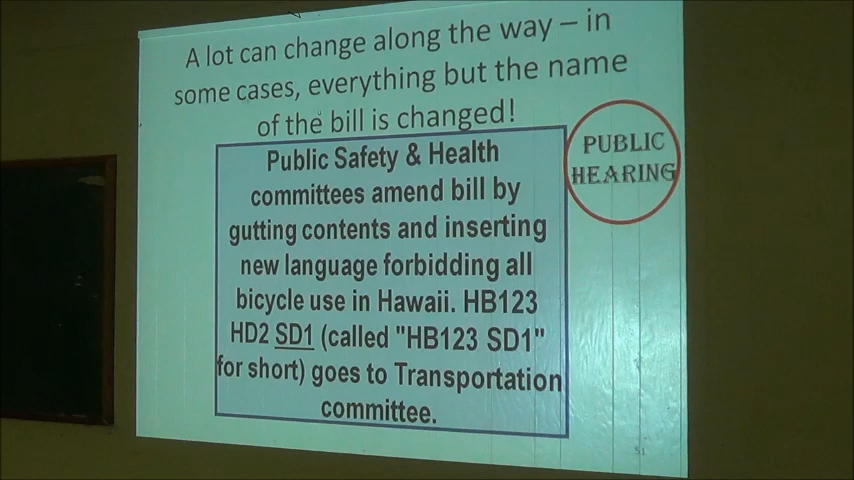 A lot can change along the way – in
some cases, everything but the name
of the bill is changed!
PUBLIC
HEARING
Public Safety & Health
committees amend bill by
gutting contents and inserting
new language forbidding all
bicycle use in Hawaii. HB123
HD2 SD1 (called "HB123 SD1"
for short) goes to Transportation
committee.
51